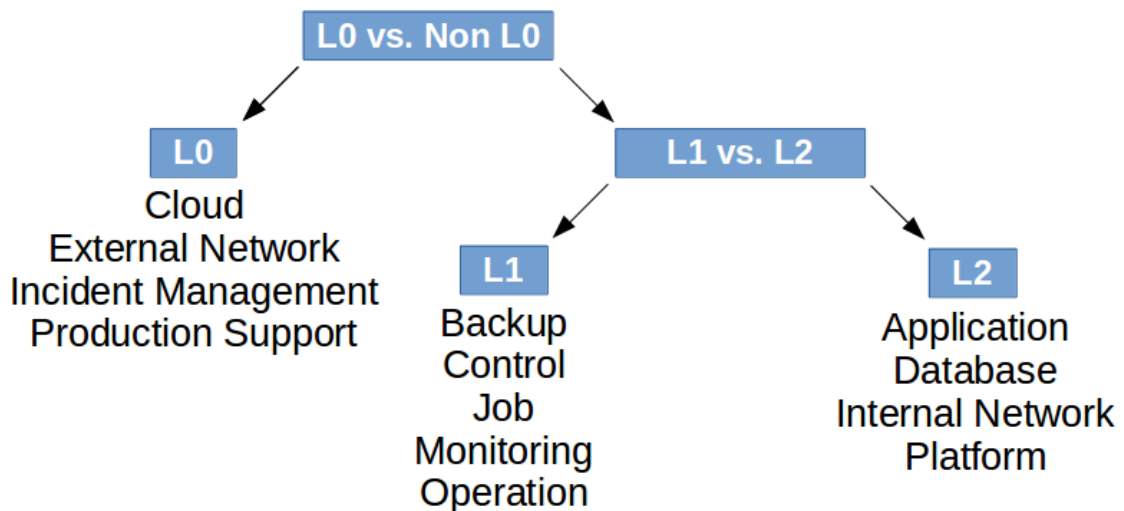 L0 vs. Non L0
L0
Cloud
External Network
Incident Management
Production Support
L1 vs. L2
L1
Backup
Control
Job
Monitoring
Operation
L2
Application
Database
Internal Network
Platform